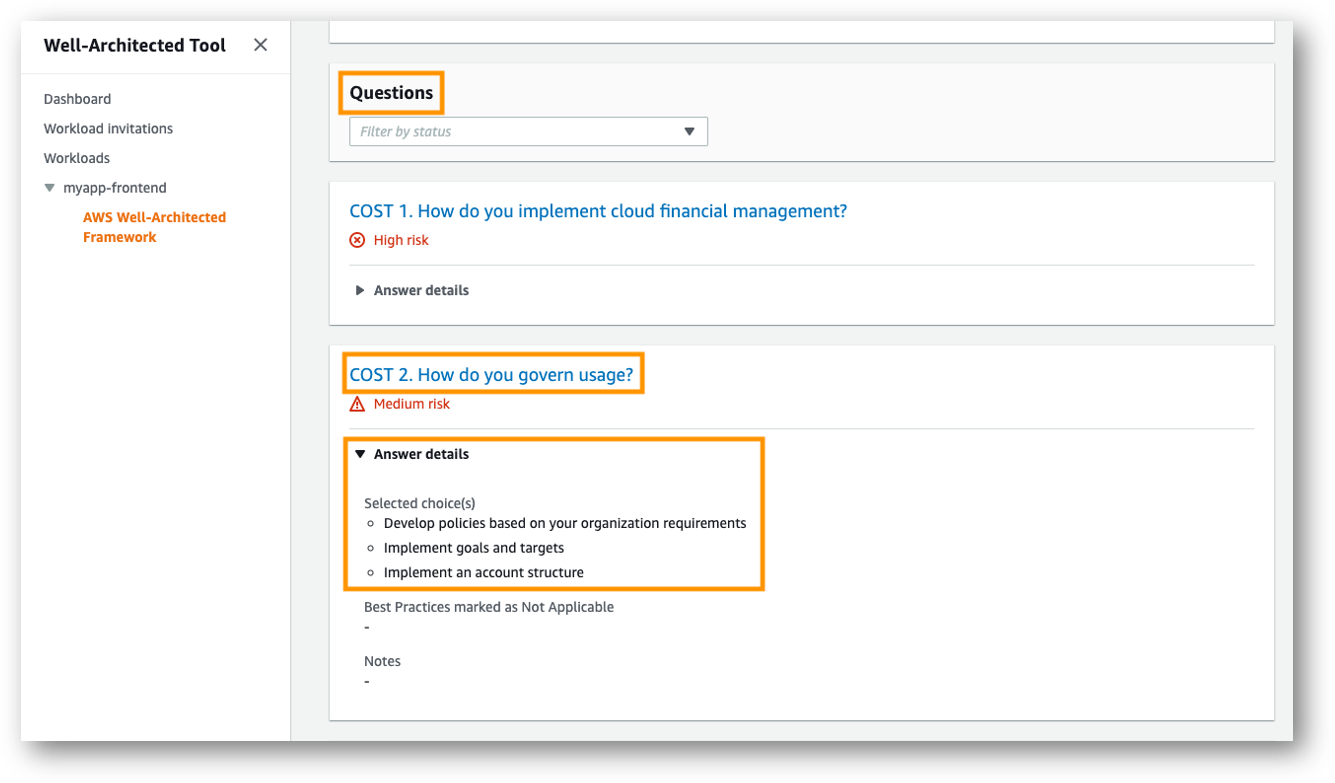 Well-Architected Tool
Dashboard
Workload invitations
Workloads
myapp-frontend
AWS Well-Architected
Framework
Questions
Filter by status
COST 1. How do you implement cloud financial management?
High risk
Answer details
COST 2. How do you govern usage?
Medium risk
Answer details
Selected choice(s)
Develop policies based on your organization requirements
Implement goals and targets
Implement an account structure
Best Practices marked as Not Applicable
-
Notes
-